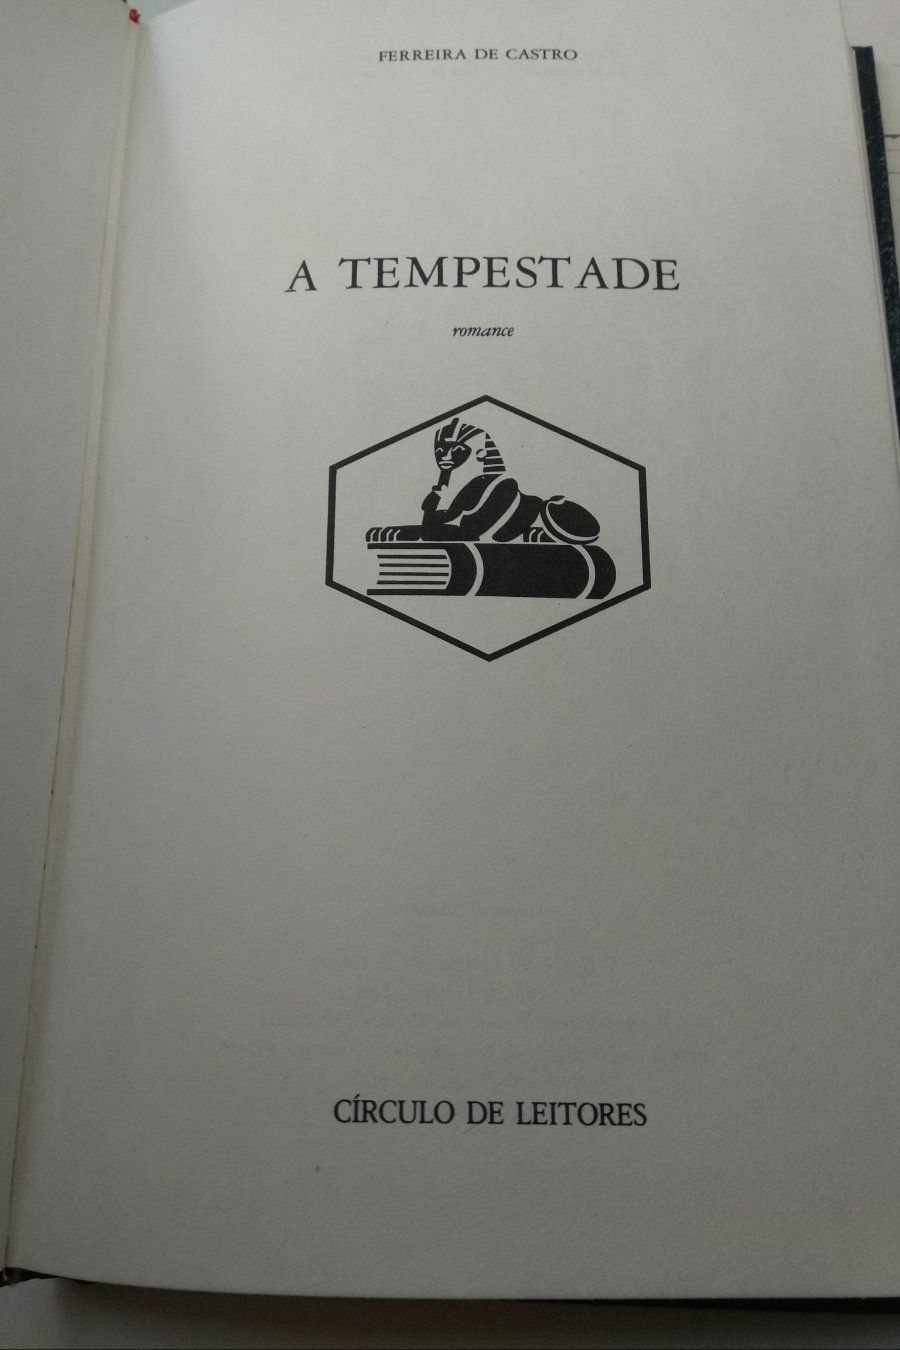 FERREIRA DE CASTRO
A TEMPESTADE
romance
CÍRCULO DE LEITORES